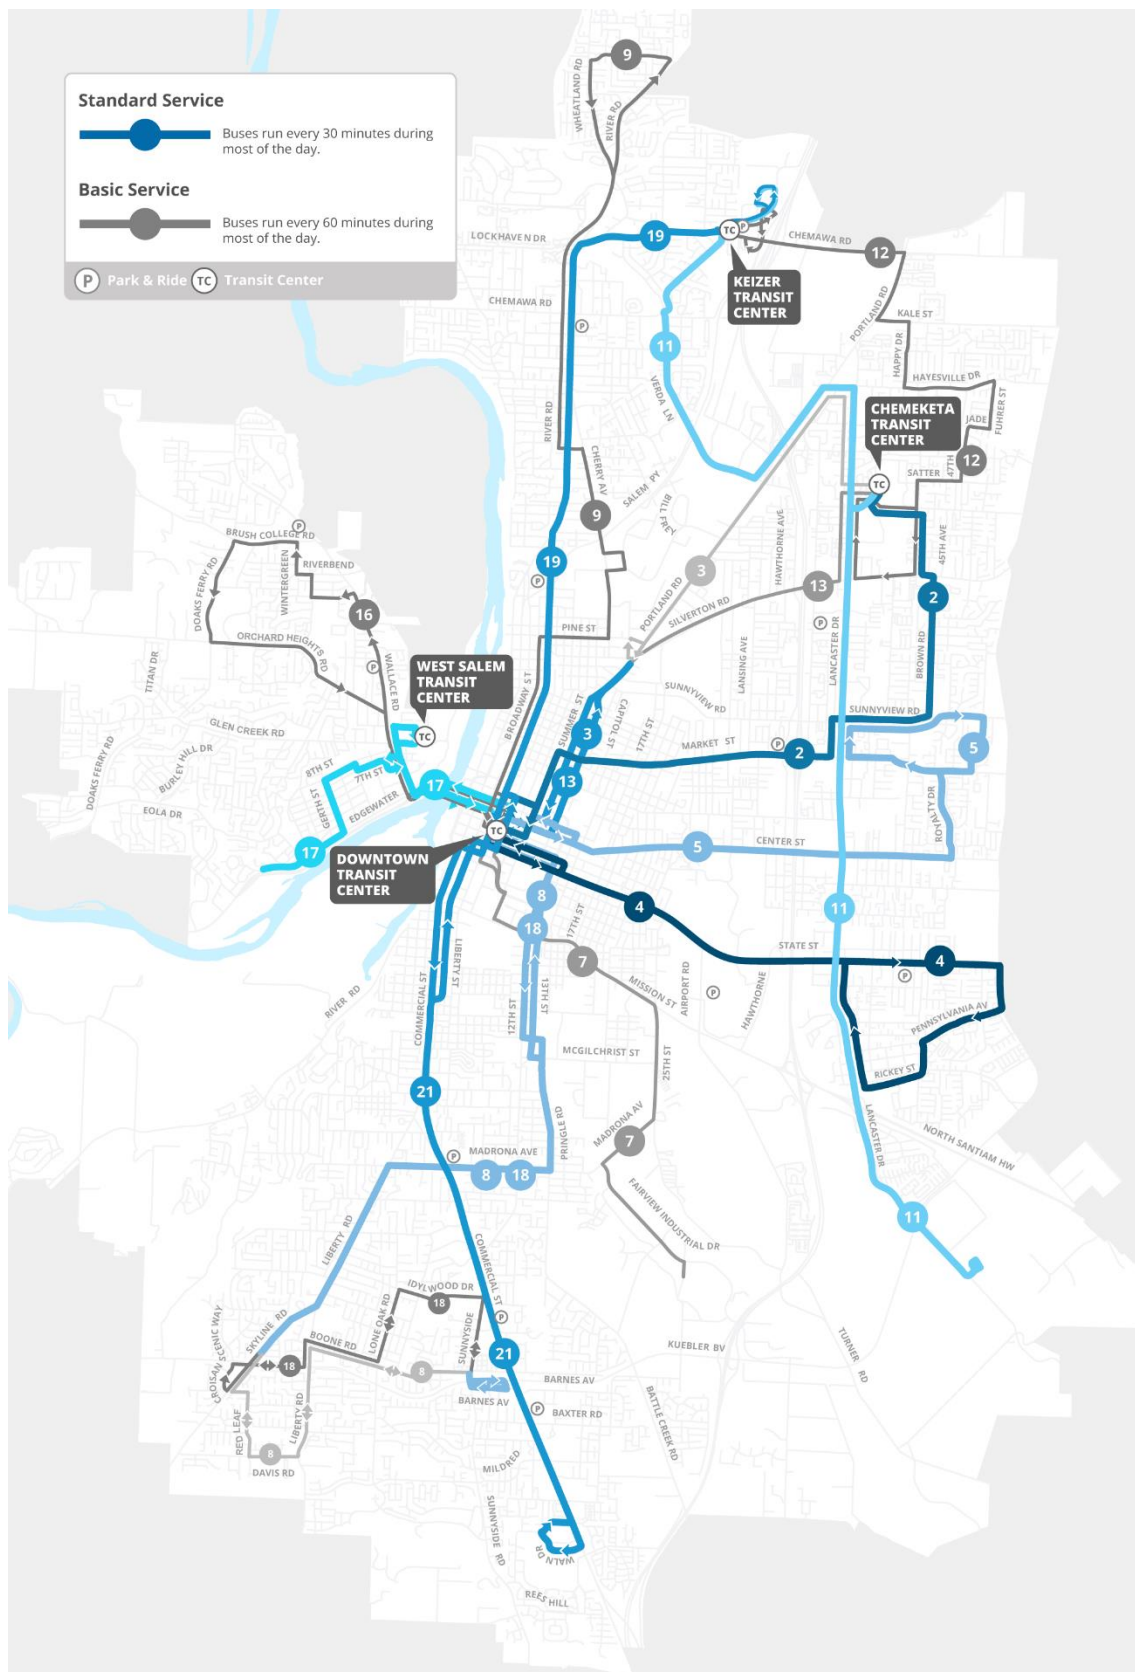 Standard Service
Buses run every 30 minutes during
most of the day.
Basic Service
Buses run every 60 minutes during
most of the day.
P Park & Ride TC Transit Center
9
WHEATLAND RD
RIVER RD
LOCKHAVEN DR
19
TC
P
CHEMAWA RD
12
KEIZER
TRANSIT
CENTER
CHEMAWA RD
P
PORTLAND RD
KALE ST
11
VERDA LN
HAPPY DR
HAYESVILLE DR
FUHRER ST
JADE
CHEMEKETA
TRANSIT
CENTER
RIVER RD
CHERRY AV
47TH
12
SATTER
TC
SALEM PY
BILL FREY
9
HAWTHORNE AVE
45TH AVE
P
BRUSH COLLEGE RD
RIVERBEND
WINTERGREEN
DOAKS FERRY RD
19
P
3
13
2
16
PORTLAND RD
SILVERTON RD
PINE ST
P
LANCASTER DR
BROWN RD
ORCHARD HEIGHTS RD
P
WALLACE RD
TITAN DR
WEST SALEM
TRANSIT
CENTER
LANSING AVE
SUNNYVIEW RD
SUNNYVIEW RD
BROADWAY ST
SUMMER ST
CAPITOL ST
17TH ST
GLEN CREEK RD
TC
3
MARKET ST
P
2
5
BURLEY HILL DR
DOAKS FERRY RD
8TH ST
7TH ST
GERTH ST
EDGEWATER
17
13
EOLA DR
ROYALTY DR
TC
5
CENTER ST
17
DOWNTOWN
TRANSIT
CENTER
8
4
11
18
17TH ST
STATE ST
4
P
7
MISSION ST
AIRPORT RD
P
HAWTHORNE
LIBERTY ST
COMMERCIAL ST
RIVER RD
12TH ST
13TH ST
PENNSYLVANIA AV
MCGILCHRIST ST
25TH ST
RICKEY ST
21
PRINGLE RD
MADRONA AV
7
LANCASTER DR
NORTH SANTIAM HW
P
MADRONA AVE
8
18
FAIRVIEW INDUSTRIAL DR
11
LIBERTY RD
COMMERCIAL ST
IDYLWOOD DR
18
LONE OAK RD
P
CROISAN SCENIC WAY
SKYLINE RD
BOONE RD
SUNNYSIDE
21
KUEBLER BV
TURNER RD
18
8
BARNES AV
BARNES AV
P
BAXTER RD
BATTLE CREEK RD
RED LEAF
LIBERTY RD
8
DAVIS RD
MILDRED
SUNNYSIDE RD
WALN DR
REES HILL